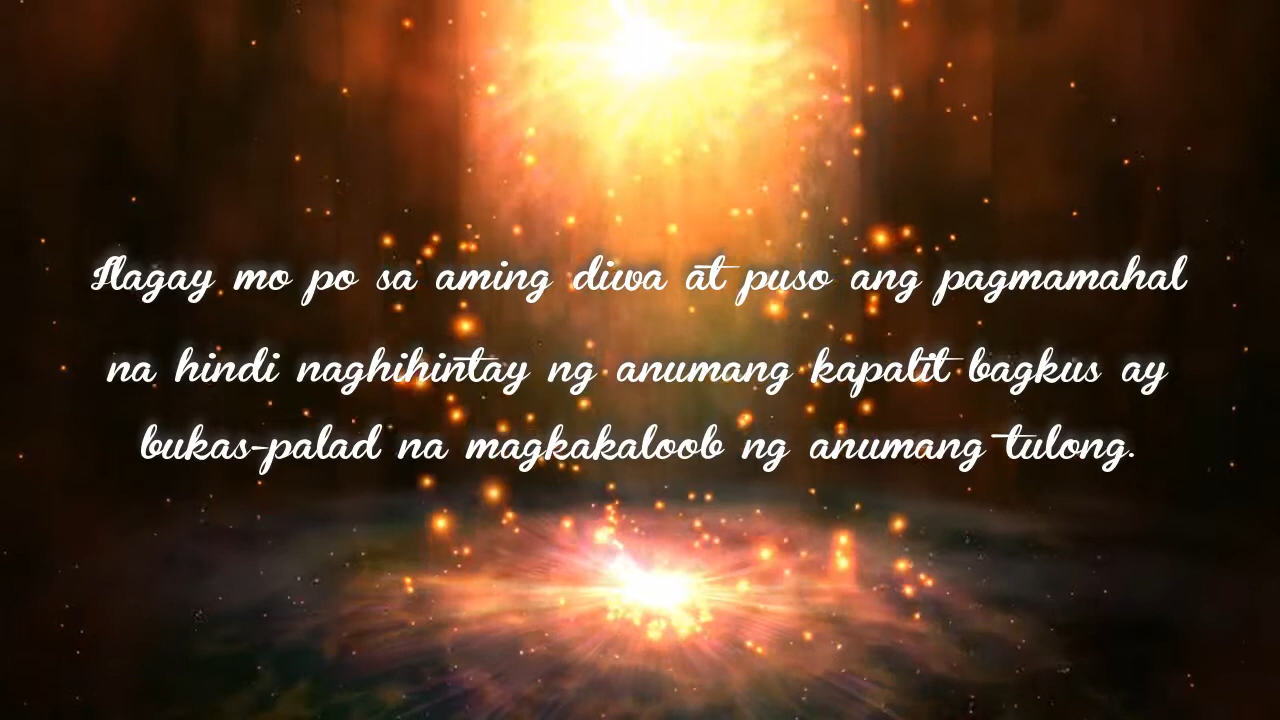 Ilagay mo po sa aming diwa at puso ang pagmamahal
na hindi naghihintay ng anumang kapalit bagkus ay
bukas-palad na magkakaloob ng anumang tulong.